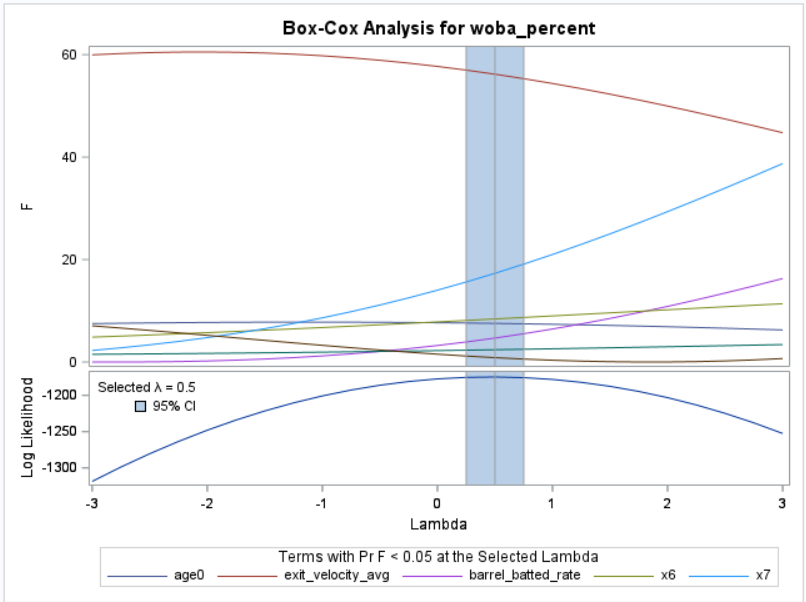 Box-Cox Analysis for woba_percent
60
40
20
0
F
Selected λ = 0.5
95% CI
-1200
-1250
-1300
Log Likelihood
-3 -2 -1 0 1 2 3
Lambda
Terms with Pr F < 0.05 at the Selected Lambda
age0 exit_velocity_avg barrel_batted_rate x6 x7